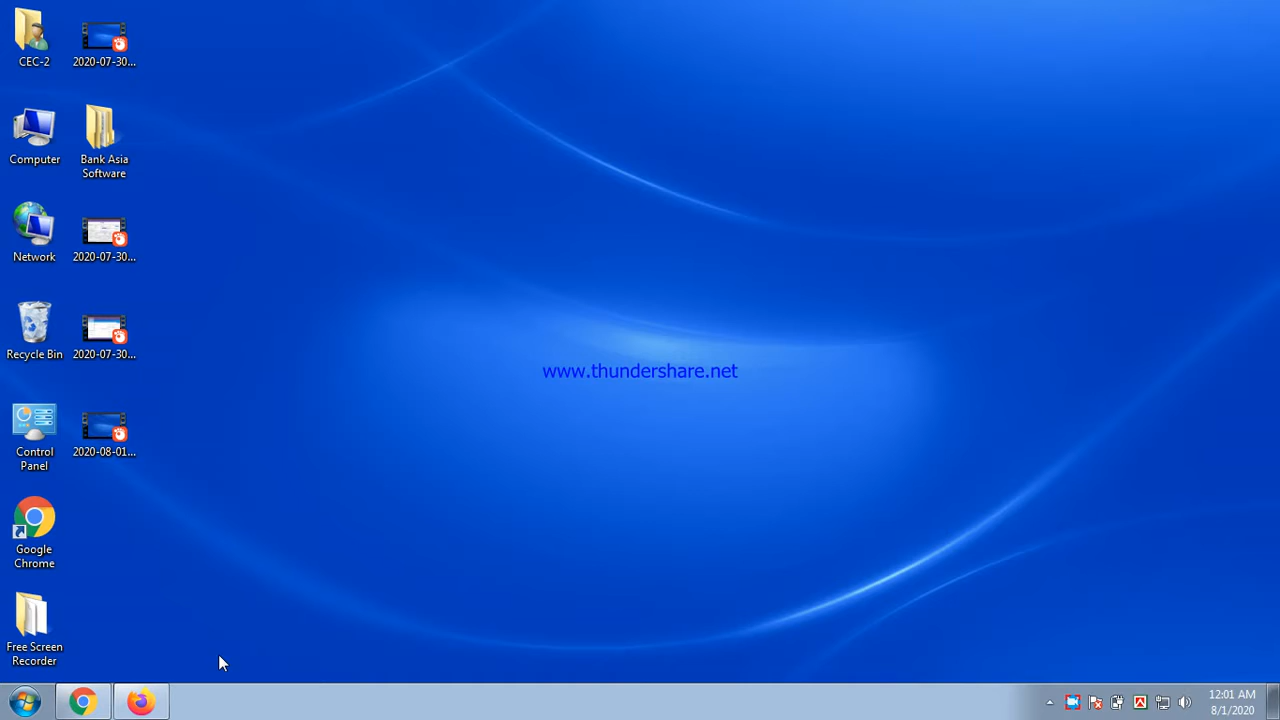 CEC-2
2020-07-30...
Computer
Bank Asia
Software
Network
2020-07-30...
Recycle Bin
2020-07-30...
Control
Panel
2020-08-01...
Google
Chrome
Free Screen
Recorder
www.thundershare.net
12:01 AM
8/1/2020